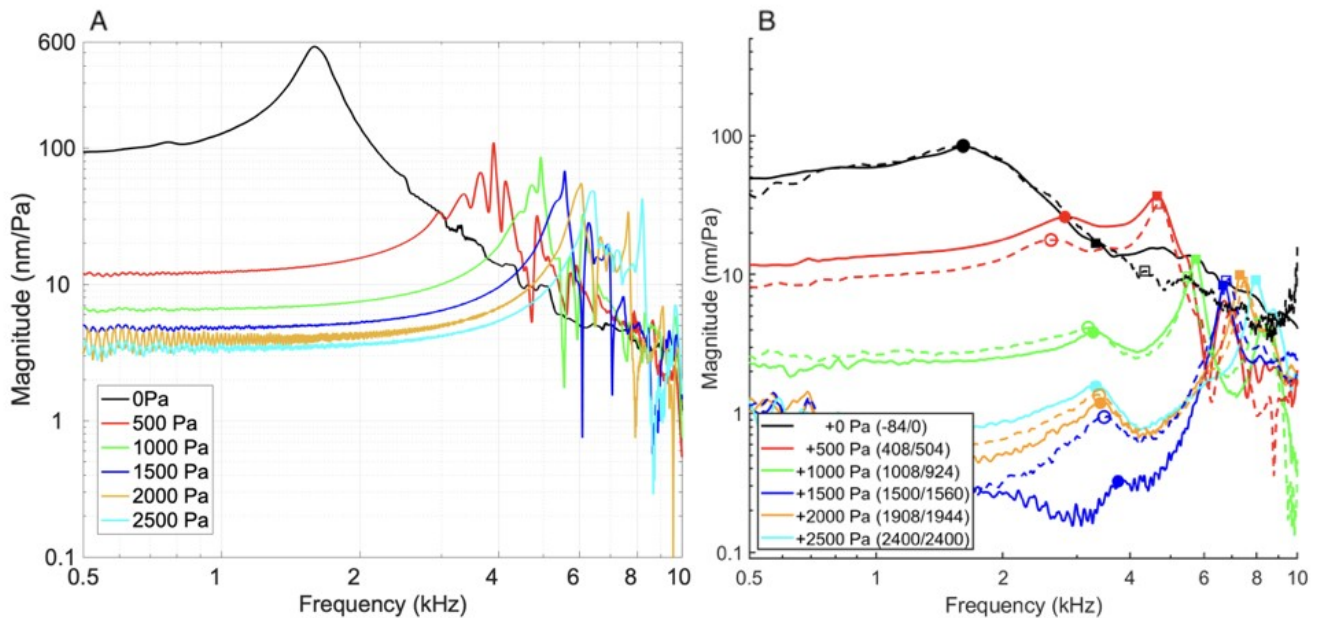 A
600
100
10
1
0.1
Magnitude (nm/Pa)
0Pa
500 Pa
1000 Pa
1500 Pa
2000 Pa
2500 Pa
0.5 1 2 4 6 8 10
Frequency (kHz)
B
100
10
1
0.1
Magnitude (nm/Pa)
+0 Pa (-84/0)
+500 Pa (408/504)
+1000 Pa (1008/924)
+1500 Pa (1500/1560)
+2000 Pa (1908/1944)
+2500 Pa (2400/2400)
0.5 1 2 4 6 8 10
Frequency (kHz)